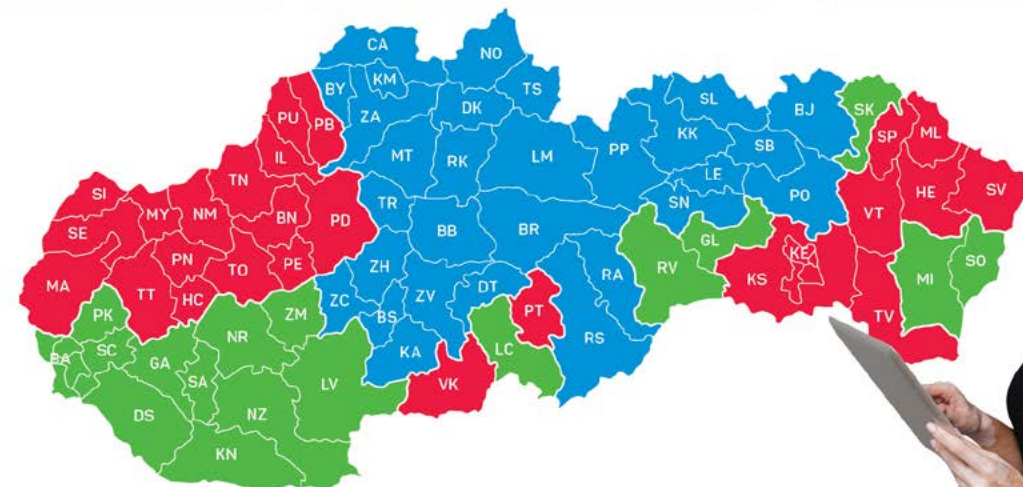 CA
NO
BY
KM
TS
PU
PB
ZA
DK
SL
BJ
SK
IL
MT
RK
LM
PP
KK
SB
SP
ML
SI
TN
LE
HE
SV
MY
NM
BN
PD
TR
SN
PO
VT
SE
BB
BR
GL
PN
TO
PE
ZH
RV
KE
MI
SO
MA
TT
HC
ZC
ZV
DT
RA
KS
PK
ZM
BS
PT
TV
BA
SC
GA
NR
KA
LC
RS
SA
LV
VK
DS
NZ
KN